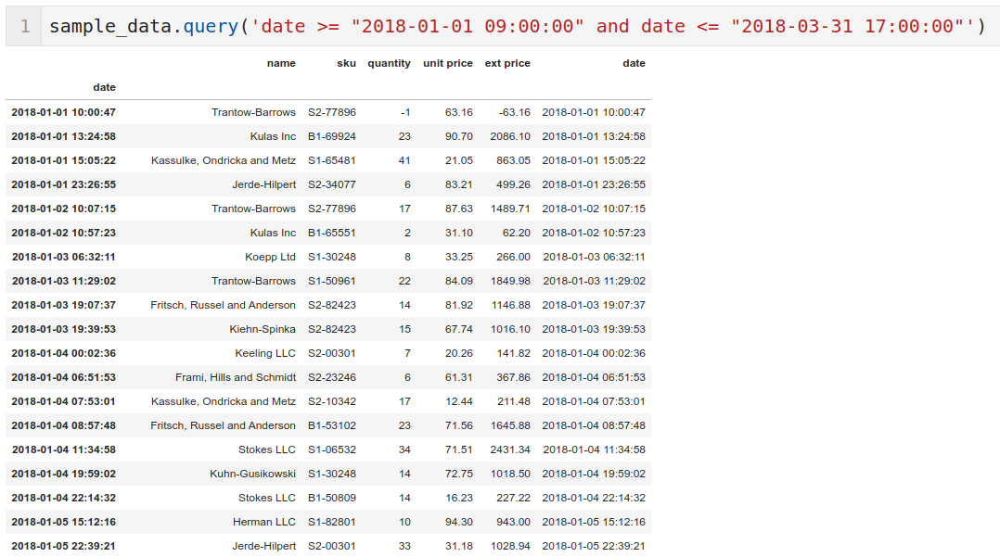 1 sample_data.query('date >= "2018-01-01 09:00:00" and date <= "2018-03-31 17:00:00"')
name sku quantity unit price ext price date
date
2018-01-01 10:00:47 Trantow-Barrows S2-77896 -1 63.16 -63.16 2018-01-01 10:00:47
2018-01-01 13:24:58 Kulas Inc B1-69924 23 90.70 2086.10 2018-01-01 13:24:58
2018-01-01 15:05:22 Kassulke, Ondricka and Metz S1-65481 41 21.05 863.05 2018-01-01 15:05:22
2018-01-01 23:26:55 Jerde-Hilpert S2-34077 6 83.21 499.26 2018-01-01 23:26:55
2018-01-02 10:07:15 Trantow-Barrows S2-77896 17 87.63 1489.71 2018-01-02 10:07:15
2018-01-02 10:57:23 Kulas Inc B1-65551 2 31.10 62.20 2018-01-02 10:57:23
2018-01-03 06:32:11 Koepp Ltd S1-30248 8 33.25 266.00 2018-01-03 06:32:11
2018-01-03 11:29:02 Trantow-Barrows S1-50961 22 84.09 1849.98 2018-01-03 11:29:02
2018-01-03 19:07:37 Fritsch, Russel and Anderson S2-82423 14 81.92 1146.88 2018-01-03 19:07:37
2018-01-03 19:39:53 Kiehn-Spinka S2-82423 15 67.74 1016.10 2018-01-03 19:39:53
2018-01-04 00:02:36 Keeling LLC S2-00301 7 20.26 141.82 2018-01-04 00:02:36
2018-01-04 06:51:53 Frami, Hills and Schmidt S2-23246 6 61.31 367.86 2018-01-04 06:51:53
2018-01-04 07:53:01 Kassulke, Ondricka and Metz S2-10342 17 12.44 211.48 2018-01-04 07:53:01
2018-01-04 08:57:48 Fritsch, Russel and Anderson B1-53102 23 71.56 1645.88 2018-01-04 08:57:48
2018-01-04 11:34:58 Stokes LLC S1-06532 34 71.51 2431.34 2018-01-04 11:34:58
2018-01-04 19:59:02 Kuhn-Gusikowski S1-30248 14 72.75 1018.50 2018-01-04 19:59:02
2018-01-04 22:14:32 Stokes LLC B1-50809 14 16.23 227.22 2018-01-04 22:14:32
2018-01-05 15:12:16 Herman LLC S1-82801 10 94.30 943.00 2018-01-05 15:12:16
2018-01-05 22:39:21 Jerde-Hilpert S2-00301 33 31.18 1028.94 2018-01-05 22:39:21